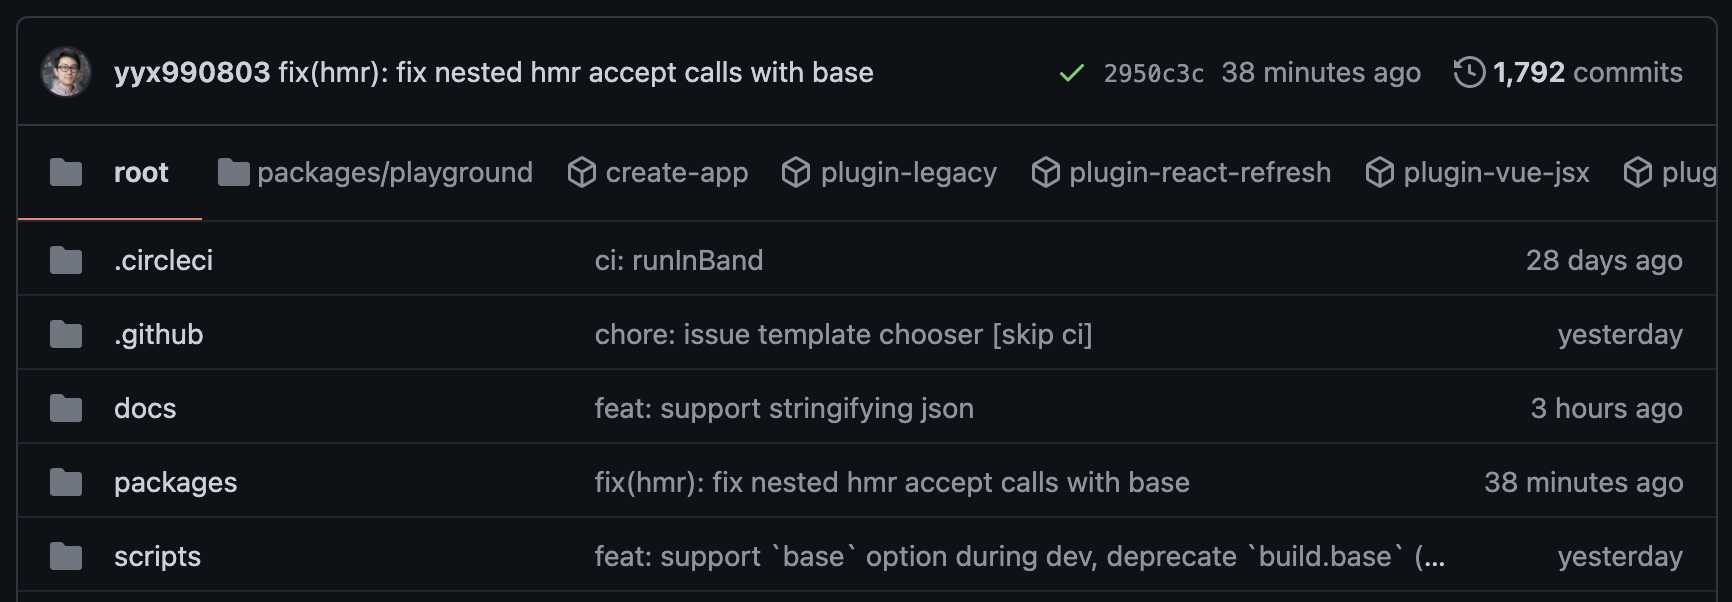 yyx990803 fix(hmr): fix nested hmr accept calls with base 2950c3c 38 minutes ago 1,792 commits
root packages/playground create-app plugin-legacy plugin-react-refresh plugin-vue-jsx plug
.circleci ci: runInBand 28 days ago
.github chore: issue template chooser [skip ci] yesterday
docs feat: support stringifying json 3 hours ago
packages fix(hmr): fix nested hmr accept calls with base 38 minutes ago
scripts feat: support `base` option during dev, deprecate `build.base` (... yesterday